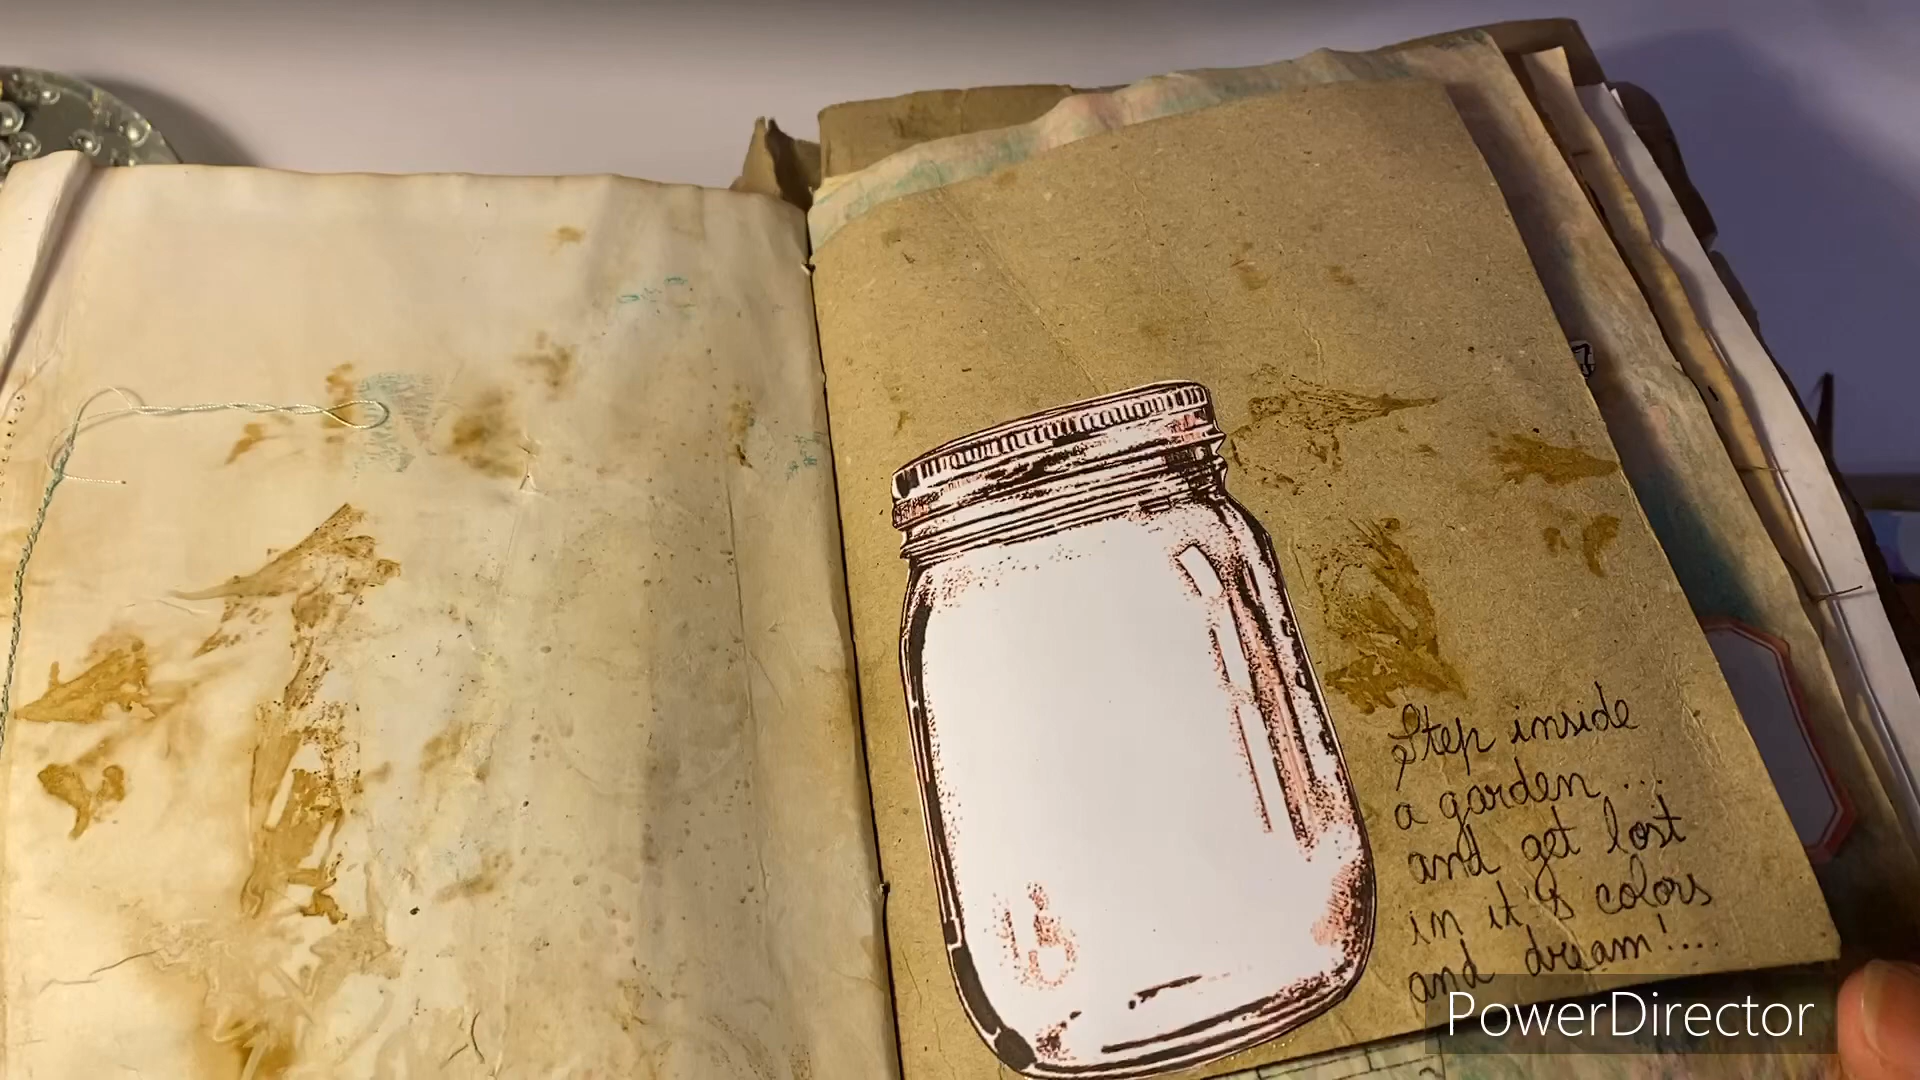 Step inside
a garden ...
and get lost
in it's colors
and dream!....
PowerDirector